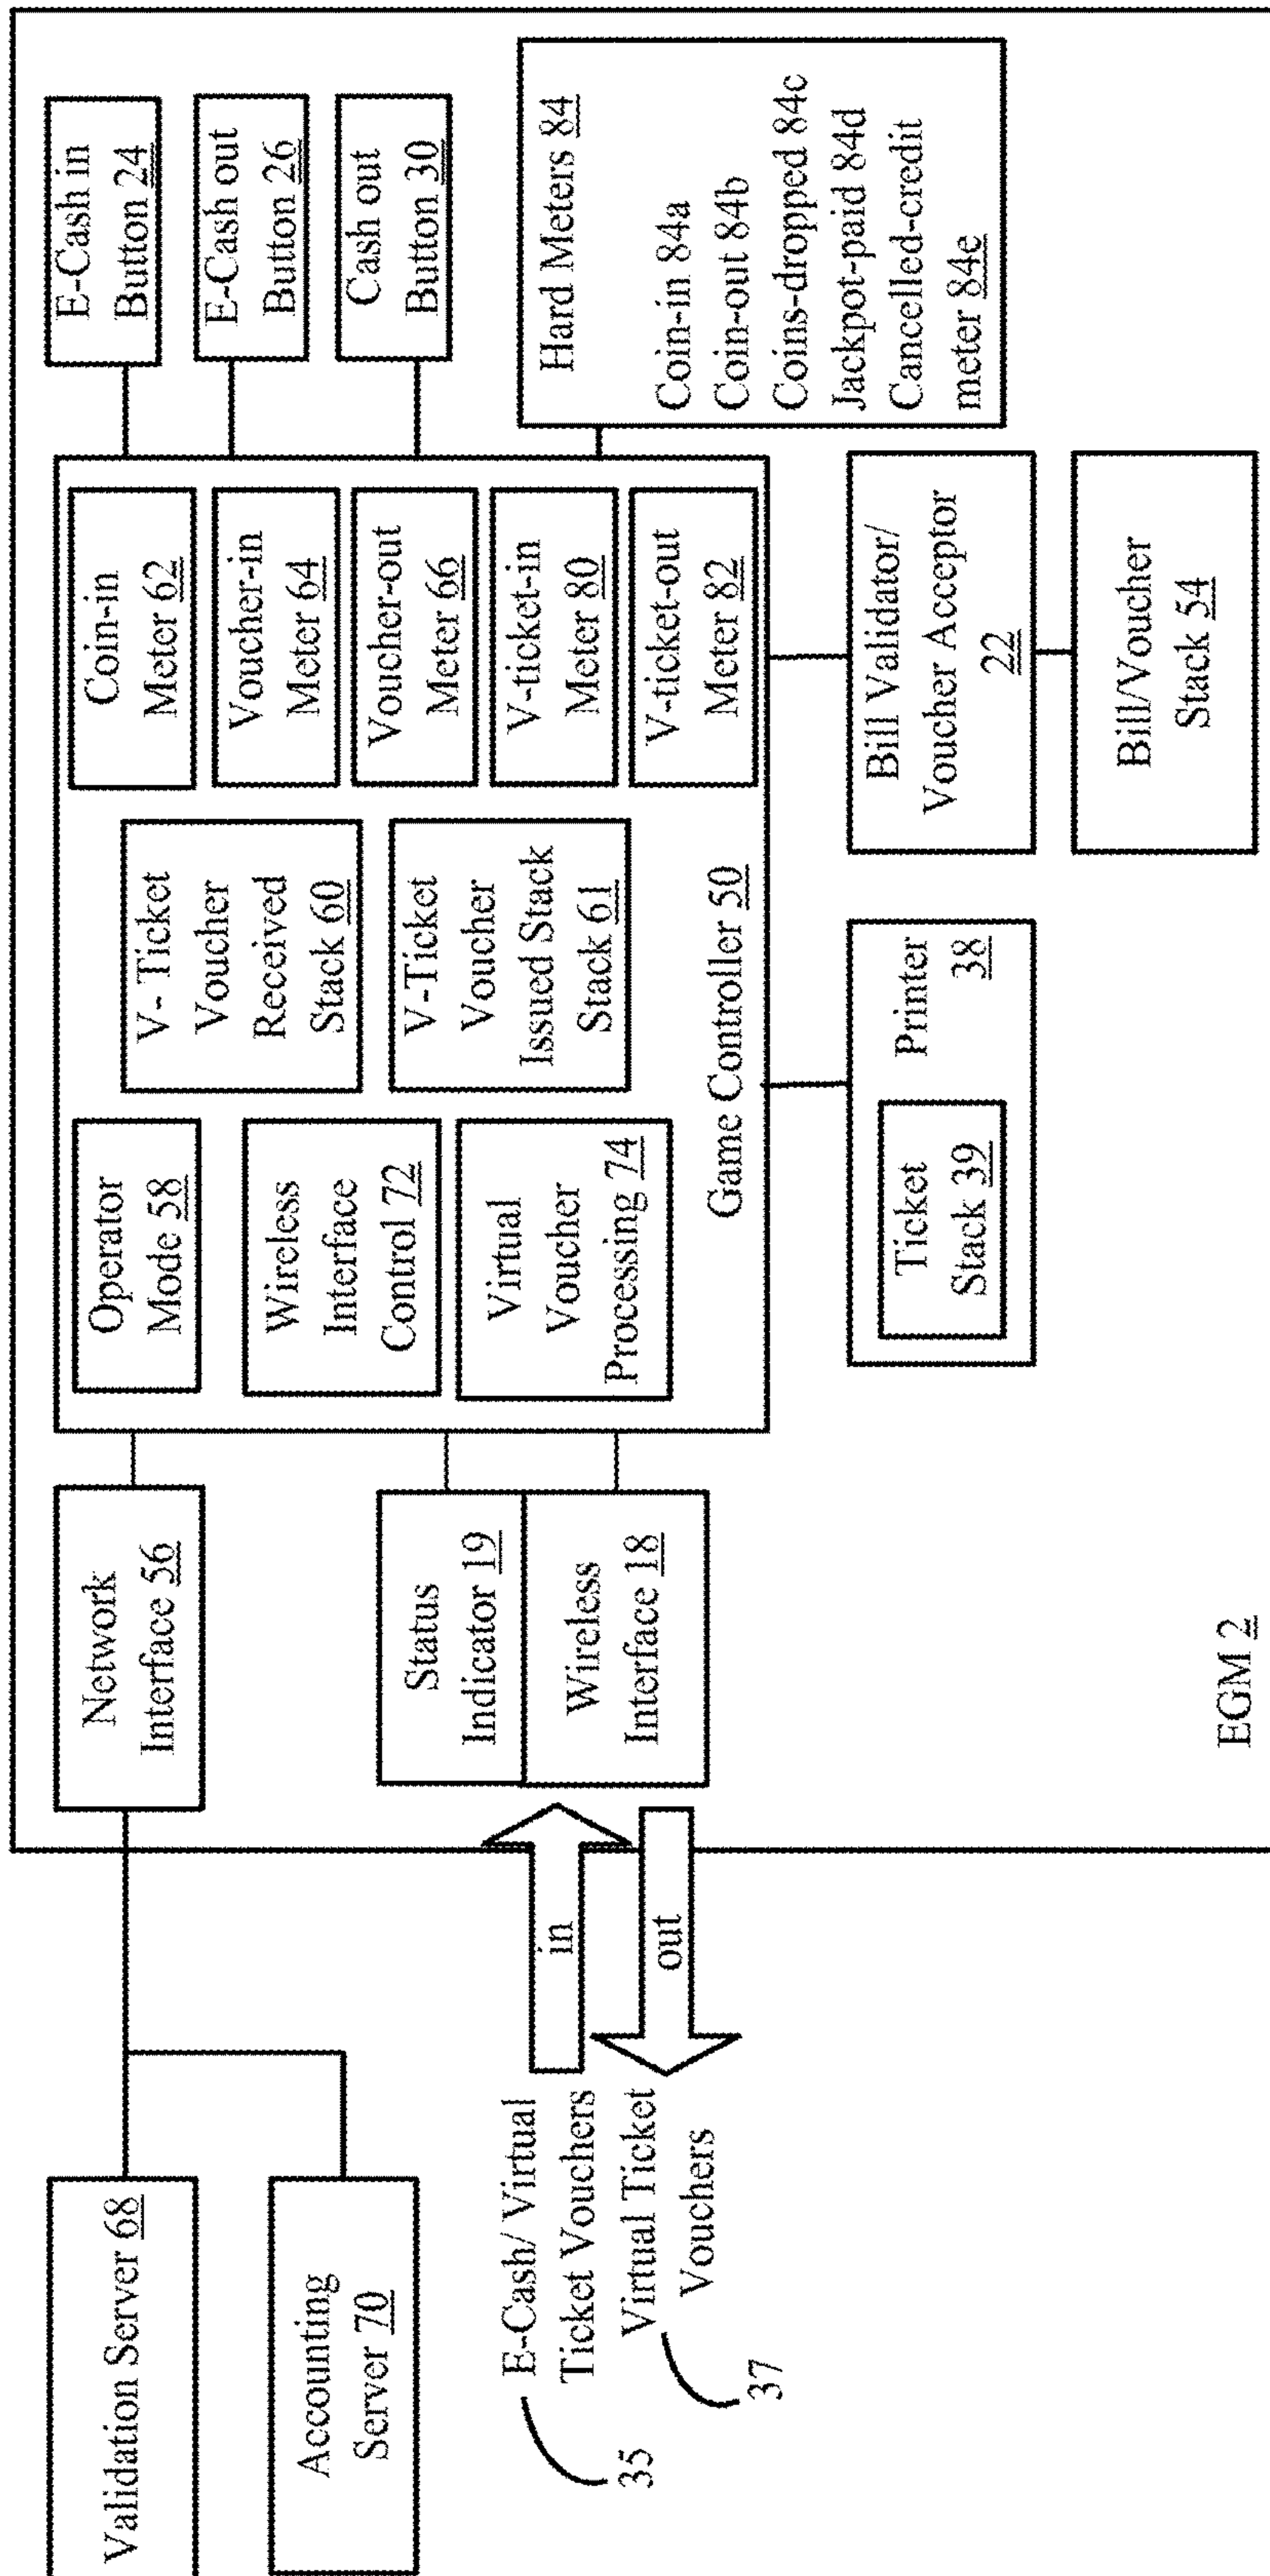 Validation Server 68
Accounting
Server 70
E-Cash/ Virtual
Ticket Vouchers
Virtual Ticket
Vouchers
35
37
in
out
Network
Interface 56
Status
Indicator 19
Wireless
Interface 18
EGM 2
Operator
Mode 58
Wireless
Interface
Control 72
Virtual
Voucher
Processing 74
V- Ticket
Voucher
Received
Stack 60
V-Ticket
Voucher
Issued Stack
Stack 61
Game Controller 50
Coin-in
Meter 62
Voucher-in
Meter 64
Voucher-out
Meter 66
V-ticket-in
Meter 80
V-ticket-out
Meter 82
E-Cash in
Button 24
E-Cash out
Button 26
Cash out
Button 30
Hard Meters 84
Coin-in 84a
Coin-out 84b
Coins-dropped 84c
Jackpot-paid 84d
Cancelled-credit
meter 84e
Printer
38
Ticket
Stack 39
Bill Validator/
Voucher Acceptor
22
Bill/Voucher
Stack 54